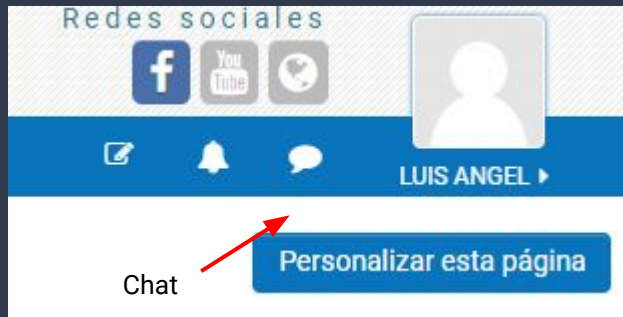 Redes sociales
f You Tube
LUIS ANGEL
Personalizar esta página
Chat